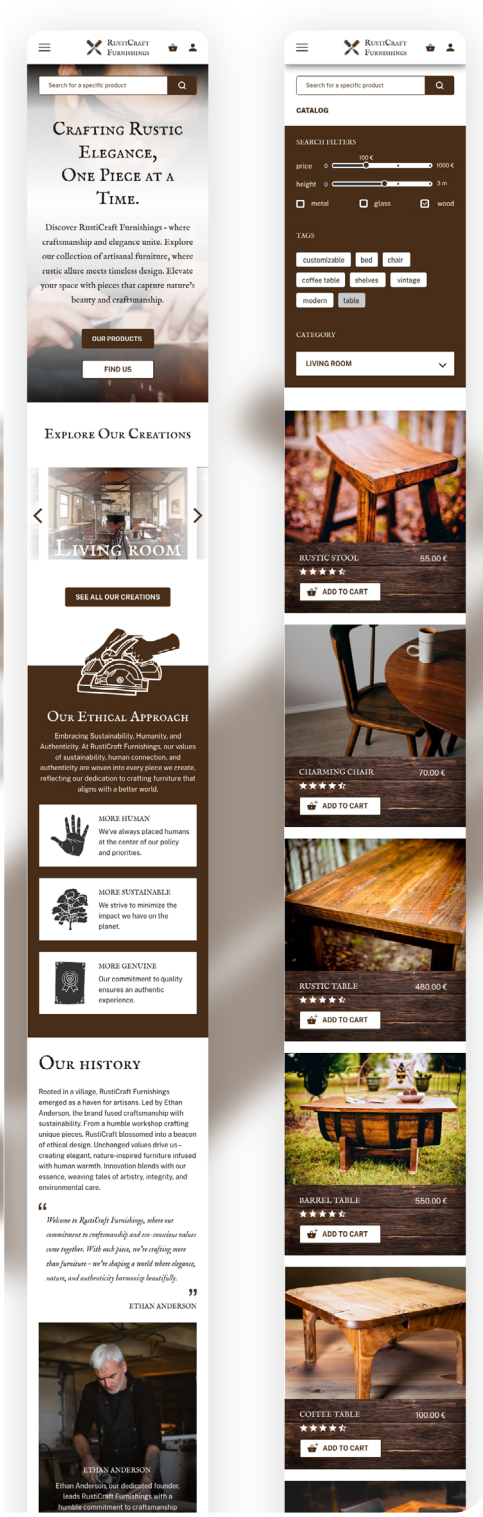 RustiCraft
Furnishings
Search for a specific product
Crafting Rustic
Elegance,
One Piece at a
Time.
Discover RustiCraft Furnishings - where
craftsmanship and elegance unite. Explore
our collection of artisanal furniture, where
rustic allure meets timeless design. Elevate
your space with pieces that capture nature's
beauty and craftsmanship.
OUR PRODUCTS
FIND US
Explore Our Creations
Living room
SEE ALL OUR CREATIONS
Our Ethical Approach
Embracing Sustainability, Humanity, and
Authenticity. At RustiCraft Furnishings, our values
of sustainability, human connection, and
authenticity are woven into every piece we create,
reflecting our dedication to crafting furniture that
aligns with a better world.
MORE HUMAN
We've always placed humans
at the center of our policy
and priorities.
MORE SUSTAINABLE
We strive to minimize the
impact we have on the
planet.
MORE GENUINE
Our commitment to quality
ensures an authentic
experience.
Our history
Rooted in a village, RustiCraft Furnishings
emerged as a haven for artisans. Led by Ethan
Anderson, the brand fused craftsmanship with
sustainability. From a humble workshop crafting
unique pieces, RustiCraft blossomed into a beacon
of ethical design. Unchanged values drive us –
creating elegant, nature-inspired furniture infused
with human warmth. Innovation blends with our
essence, weaving tales of artistry, integrity, and
environmental care.
“
Welcome to RustiCraft Furnishings, where our
commitment to craftsmanship and eco-conscious values
come together. With each piece, we're crafting more
than furniture – we're shaping a world where elegance,
nature, and authenticity harmonize beautifully.
”
ETHAN ANDERSON
ETHAN ANDERSON
Ethan Anderson, our dedicated founder,
leads RustiCraft Furnishings with a
humble commitment to craftsmanship
RustiCraft
Furnishings
Search for a specific product
CATALOG
SEARCH FILTERS
100 €
price 0 1000 €
height 0 3 m
metal glass wood
TAGS
customizable bed chair
coffee table shelves vintage
modern table
CATEGORY
LIVING ROOM
RUSTIC STOOL 55.00 €
ADD TO CART
CHARMING CHAIR 70.00 €
ADD TO CART
RUSTIC TABLE 480.00 €
ADD TO CART
BARREL TABLE 550.00 €
ADD TO CART
COFFEE TABLE 100.00 €
ADD TO CART